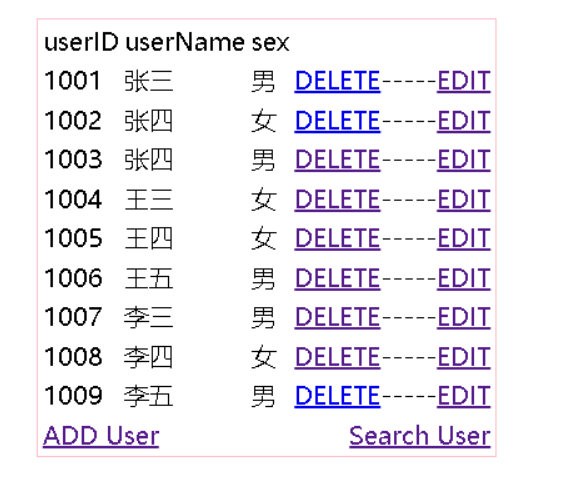 userID userName sex
1001 张三 男 DELETE-----EDIT
1002 张四 女 DELETE-----EDIT
1003 张四 男 DELETE-----EDIT
1004 王三 女 DELETE-----EDIT
1005 王四 女 DELETE-----EDIT
1006 王五 男 DELETE-----EDIT
1007 李三 男 DELETE-----EDIT
1008 李四 女 DELETE-----EDIT
1009 李五 男 DELETE-----EDIT
ADD User Search User